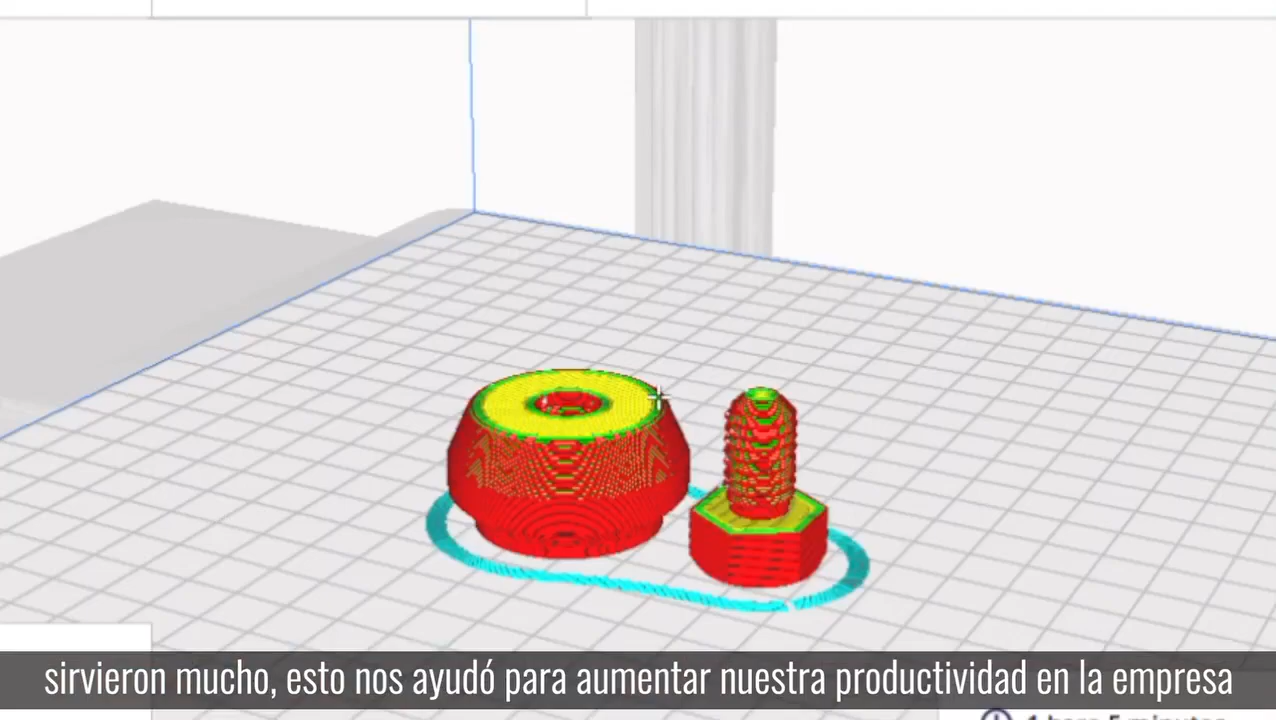 sirvieron mucho, esto nos ayudó para aumentar nuestra productividad en la empresa